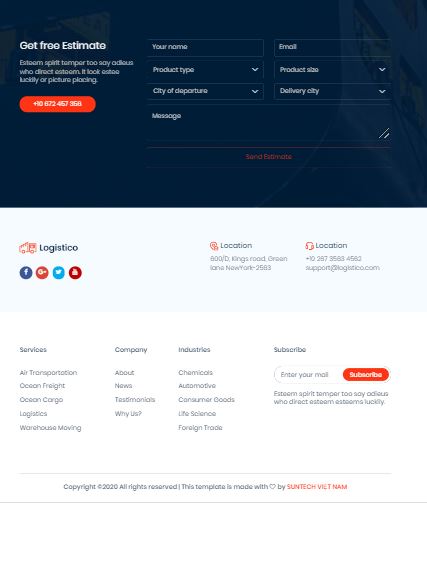 Get free Estimate
Esteem spirit temper too say adieus
who direct esteem. It look estee
luckily or picture placing.
+10 672 457 356
Your name
Email
Product type
Product size
City of departure
Delivery city
Message
Send Estimate
Logistico
Location
600/D, Kings road, Green
lane NewYork-2563
Location
+10 267 3563 4562
support@logistico.com
Services
Air Transportation
Ocean Freight
Ocean Cargo
Logistics
Warehouse Moving
Company
About
News
Testimonials
Why Us?
Industries
Chemicals
Automotive
Consumer Goods
Life Science
Foreign Trade
Subscribe
Enter your mail
Subscribe
Esteem spirit temper too say adieus
who direct esteem esteems luckily.
Copyright ©2020 All rights reserved | This template is made with ♡ by SUNTECH VIET NAM